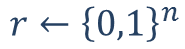 r ← {0,1}ⁿ